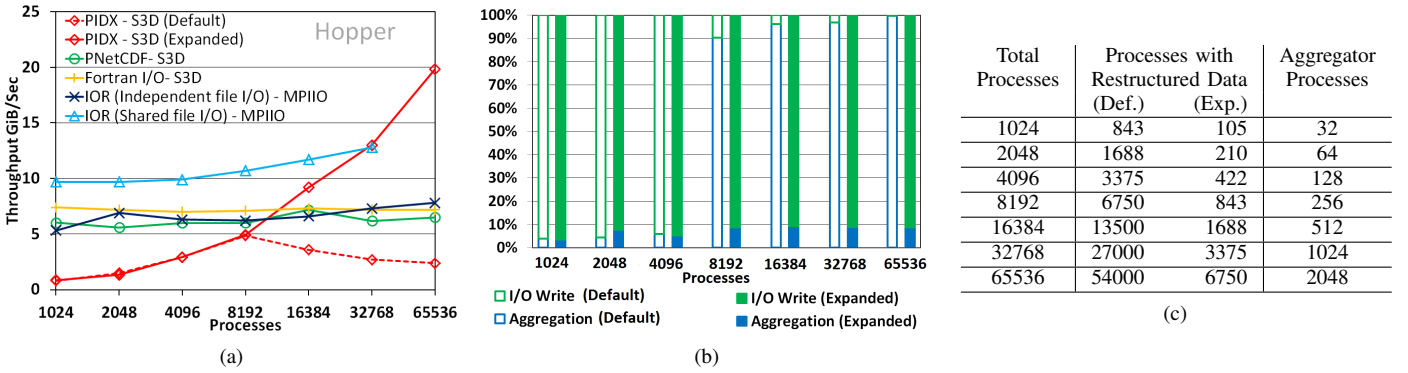 25
20
15
10
5
0
Throughput GiB/Sec
Hopper
PIDX - S3D (Default)
PIDX - S3D (Expanded)
PNetCDF- S3D
Fortran I/O- S3D
IOR (Independent file I/O) - MPIIO
IOR (Shared file I/O) - MPIIO
1024 2048 4096 8192 16384 32768 65536
Processes
(a)
100%
90%
80%
70%
60%
50%
40%
30%
20%
10%
0%
1024 2048 4096 8192 16384 32768 65536
Processes
I/O Write (Default) I/O Write (Expanded)
Aggregation (Default) Aggregation (Expanded)
(b)
Total Processes with Aggregator
Processes Restructured Data Processes
(Def.) (Exp.)
1024 843 105 32
2048 1688 210 64
4096 3375 422 128
8192 6750 843 256
16384 13500 1688 512
32768 27000 3375 1024
65536 54000 6750 2048
(c)